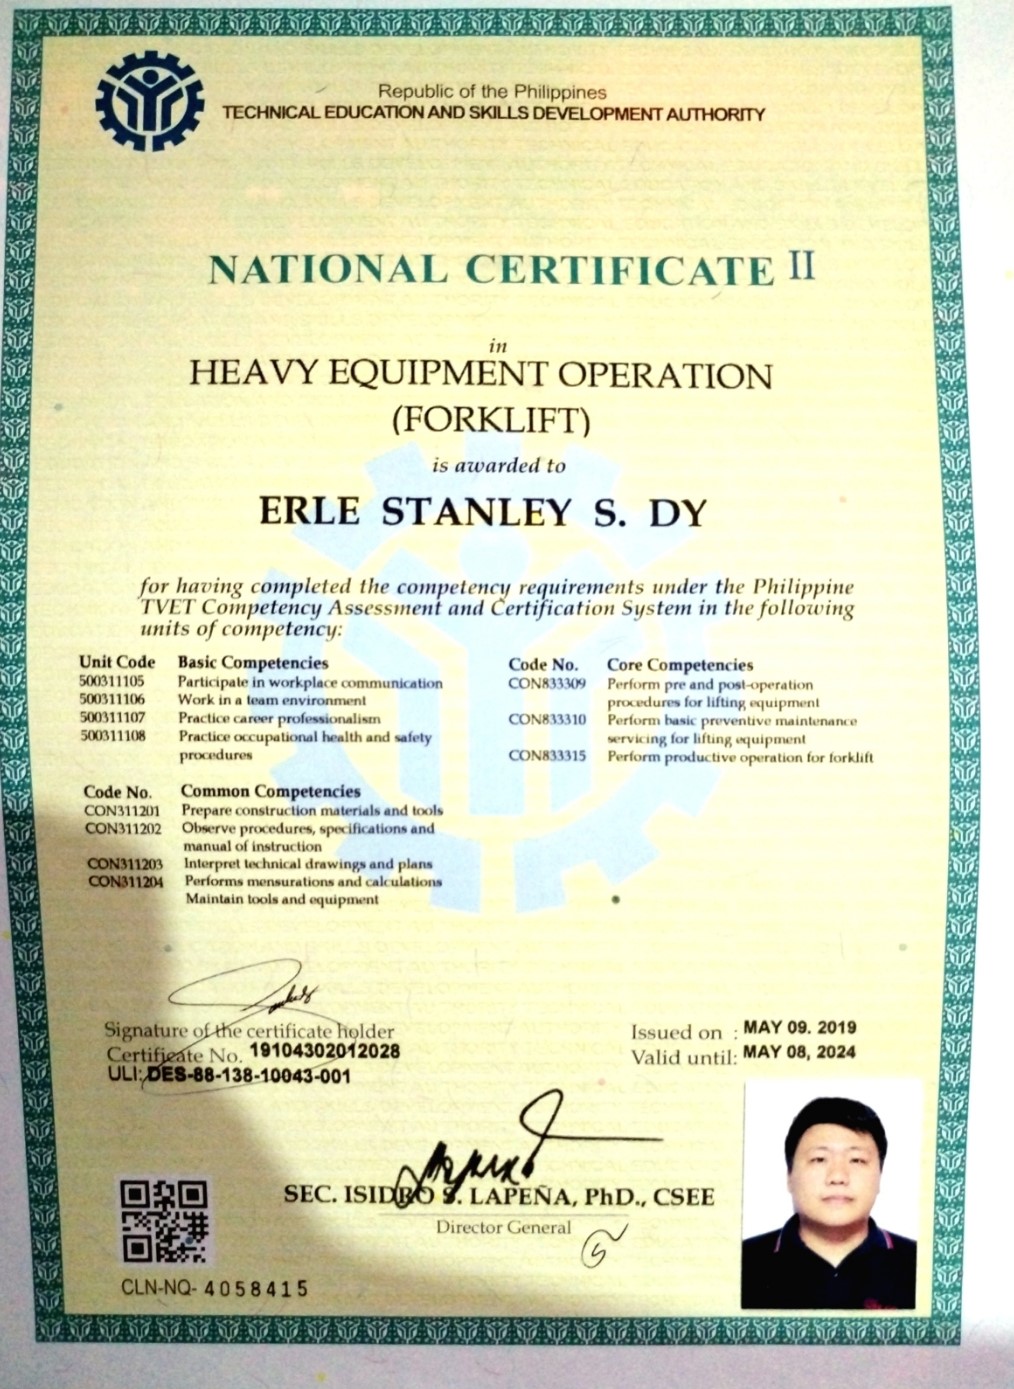 Republic of the Philippines
TECHNICAL EDUCATION AND SKILLS DEVELOPMENT AUTHORITY
NATIONAL CERTIFICATE II
in
HEAVY EQUIPMENT OPERATION
(FORKLIFT)
is awarded to
ERLE STANLEY S. DY
for having completed the competency requirements under the Philippine
TVET Competency Assessment and Certification System in the following
units of competency:
Unit Code Basic Competencies
500311105 Participate in workplace communication
500311106 Work in a team environment
500311107 Practice career professionalism
500311108 Practice occupational health and safety
procedures
Code No. Common Competencies
CON311201 Prepare construction materials and tools
CON311202 Observe procedures, specifications and
manual of instruction
CON311203 Interpret technical drawings and plans
CON311204 Performs mensurations and calculations
Maintain tools and equipment
Code No. Core Competencies
CON833309 Perform pre and post-operation
procedures for lifting equipment
CON833310 Perform basic preventive maintenance
servicing for lifting equipment
CON833315 Perform productive operation for forklift
Signature of the certificate holder
Certificate No. 19104302012028
ULI: DES-88-138-10043-001
Issued on : MAY 09. 2019
Valid until: MAY 08, 2024
SEC. ISIDRO S. LAPEÑA, PhD., CSEE
Director General
CLN-NQ- 4058415